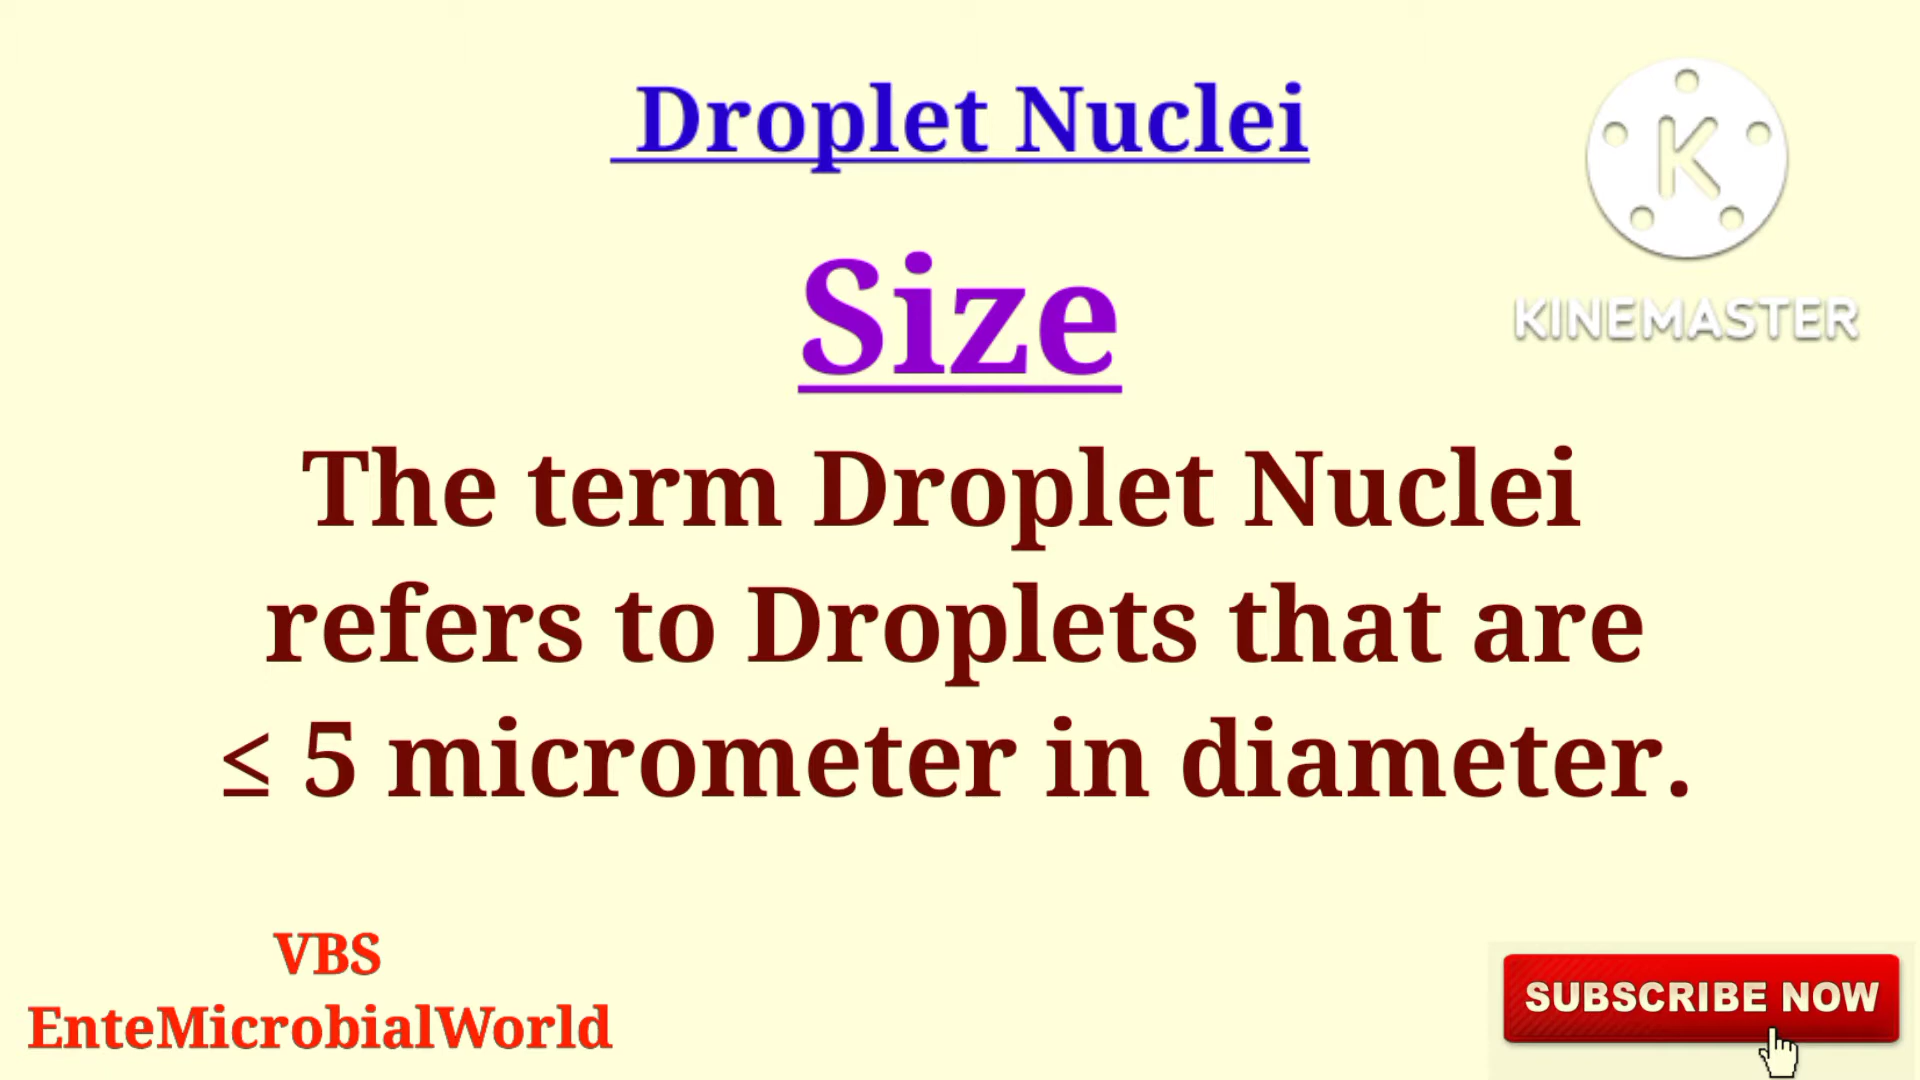 Droplet Nuclei
K
KINEMASTER
Size
The term Droplet Nuclei
refers to Droplets that are
≤ 5 micrometer in diameter.
VBS
EnteMicrobialWorld
SUBSCRIBE NOW